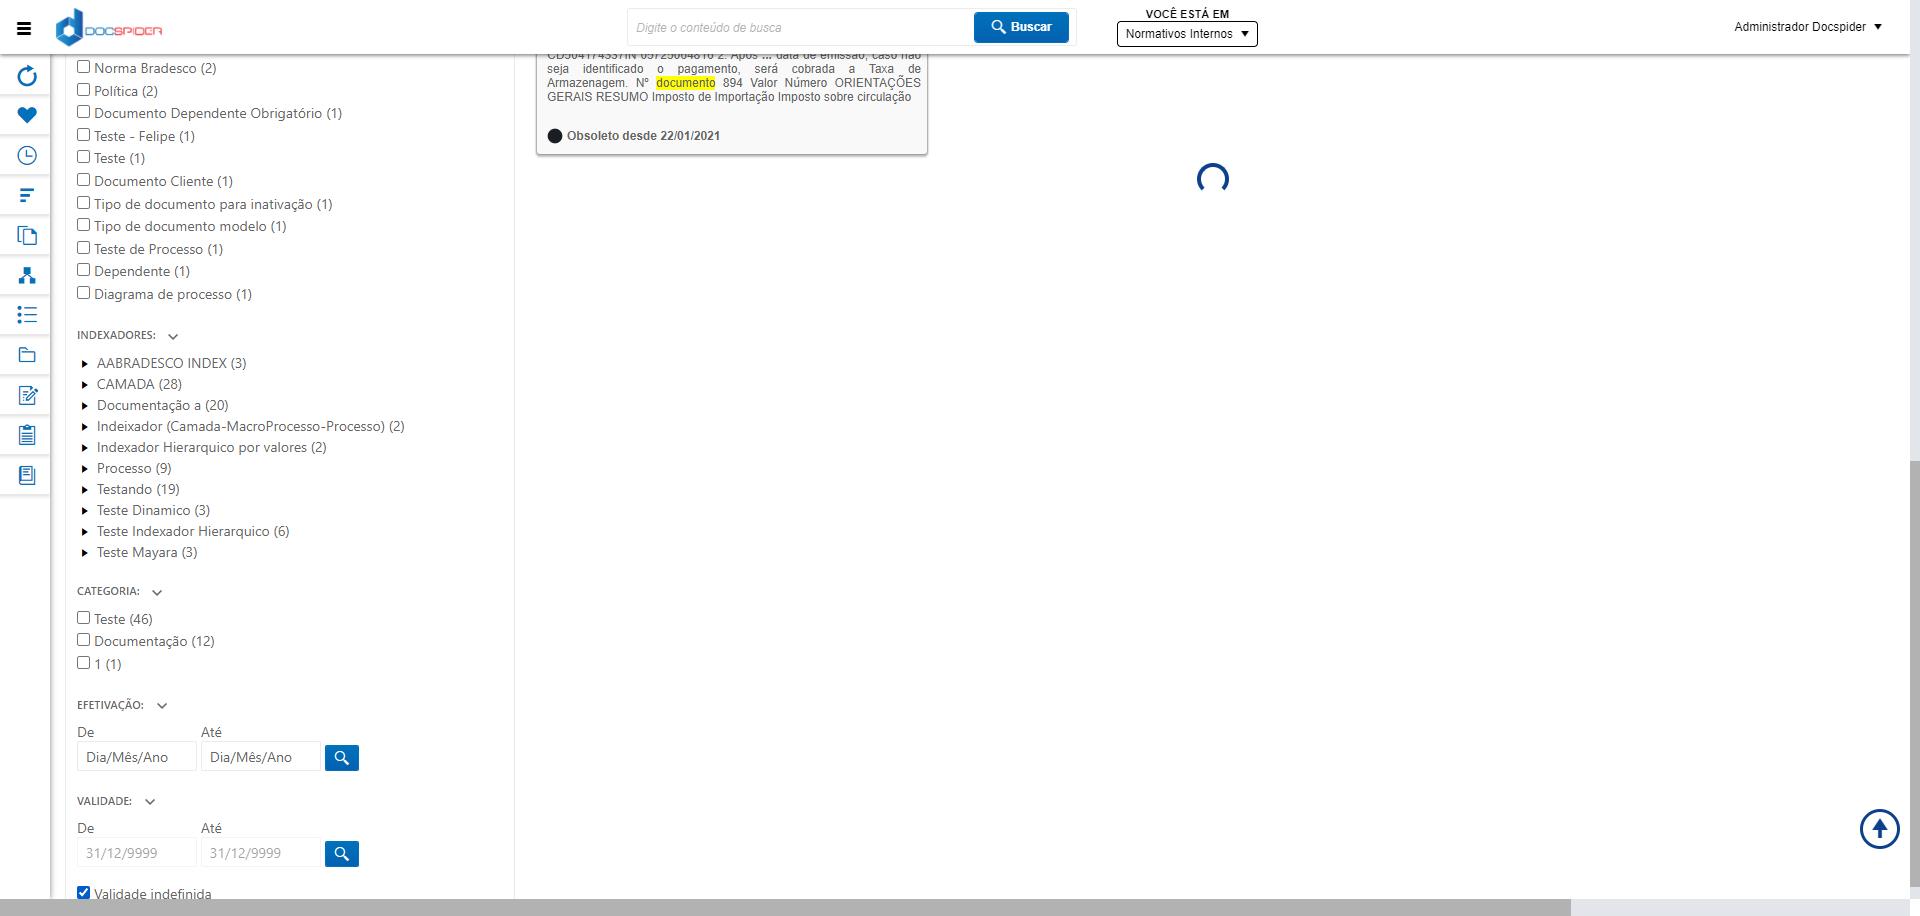 DOCSPIDER
Digite o conteúdo de busca
Buscar
VOCÊ ESTÁ EM
Normativos Internos
Administrador Docspider
Norma Bradesco (2)
Política (2)
Documento Dependente Obrigatório (1)
Teste - Felipe (1)
Teste (1)
Documento Cliente (1)
Tipo de documento para inativação (1)
Tipo de documento modelo (1)
Teste de Processo (1)
Dependente (1)
Diagrama de processo (1)
INDEXADORES:
AABRADESCO INDEX (3)
CAMADA (28)
Documentação a (20)
Indeixador (Camada-MacroProcesso-Processo) (2)
Indexador Hierarquico por valores (2)
Processo (9)
Testando (19)
Teste Dinamico (3)
Teste Indexador Hierarquico (6)
Teste Mayara (3)
CATEGORIA:
Teste (46)
Documentação (12)
1 (1)
EFETIVAÇÃO:
De Até
Dia/Mês/Ano Dia/Mês/Ano
VALIDADE:
De Até
31/12/9999 31/12/9999
Validade indefinida
2. Após ... data de emissão, caso não
seja identificado o pagamento, será cobrada a Taxa de
Armazenagem. Nº documento 894 Valor Número ORIENTAÇÕES
GERAIS RESUMO Imposto de Importação Imposto sobre circulação
Obsoleto desde 22/01/2021